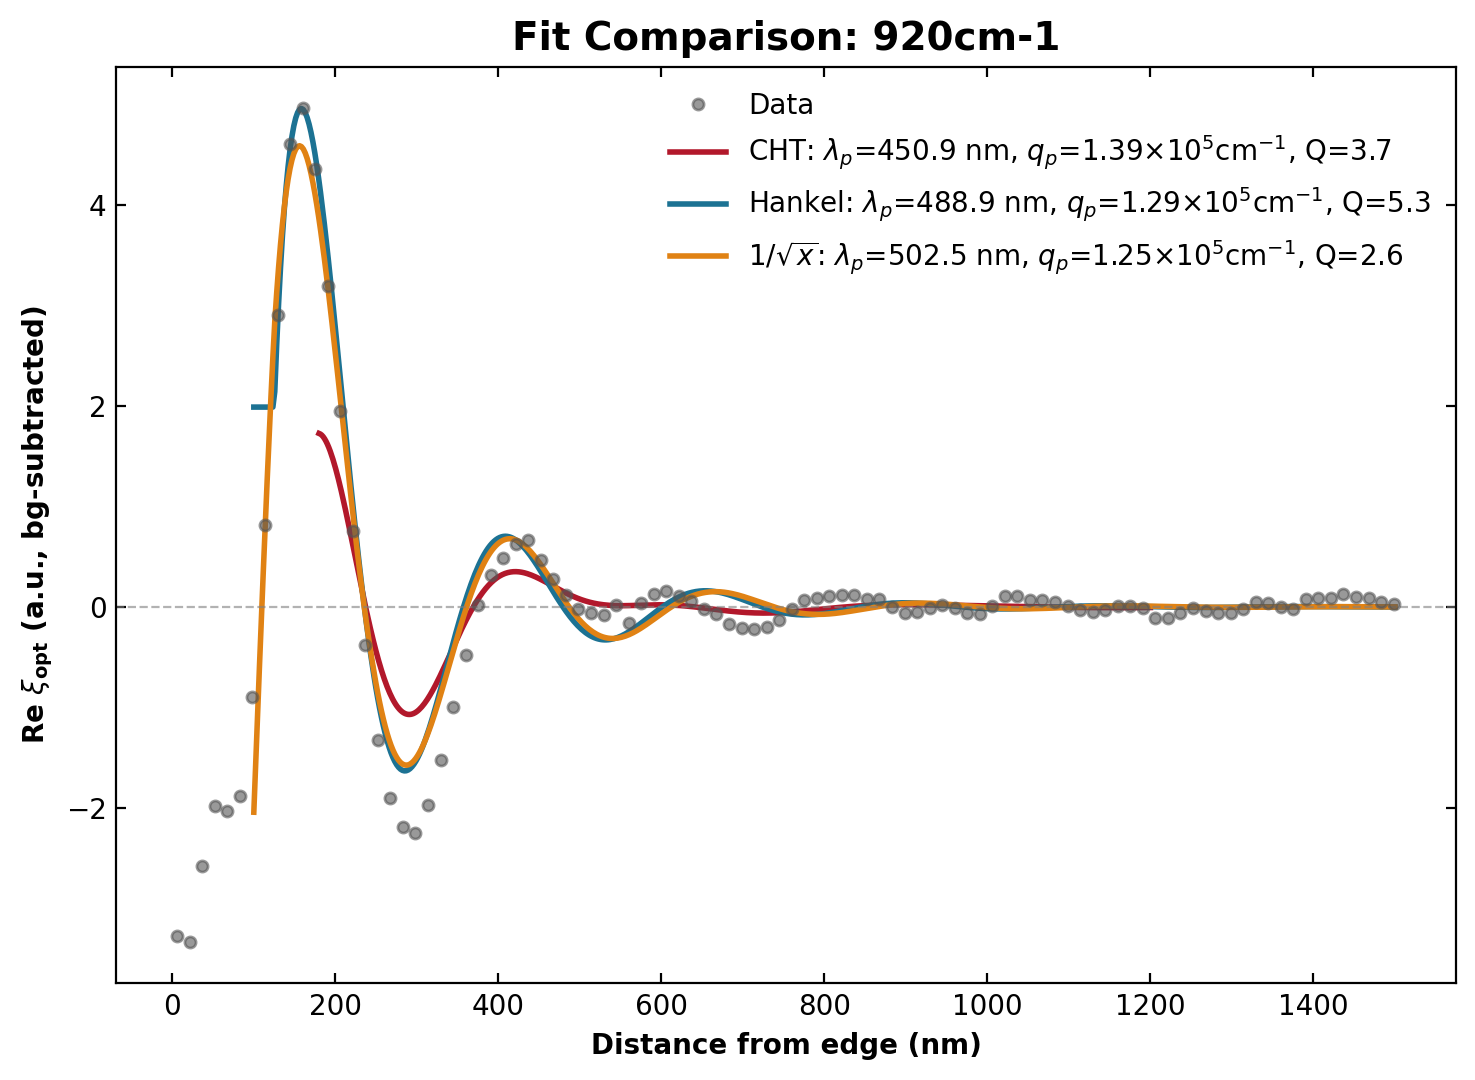 Fit Comparison: 920cm-1
Data
CHT: λₚ=450.9 nm, qₚ=1.39×10⁵cm⁻¹, Q=3.7
Hankel: λₚ=488.9 nm, qₚ=1.29×10⁵cm⁻¹, Q=5.3
1/√x: λₚ=502.5 nm, qₚ=1.25×10⁵cm⁻¹, Q=2.6
Re ξopt (a.u., bg-subtracted)
4
2
0
−2
0 200 400 600 800 1000 1200 1400
Distance from edge (nm)